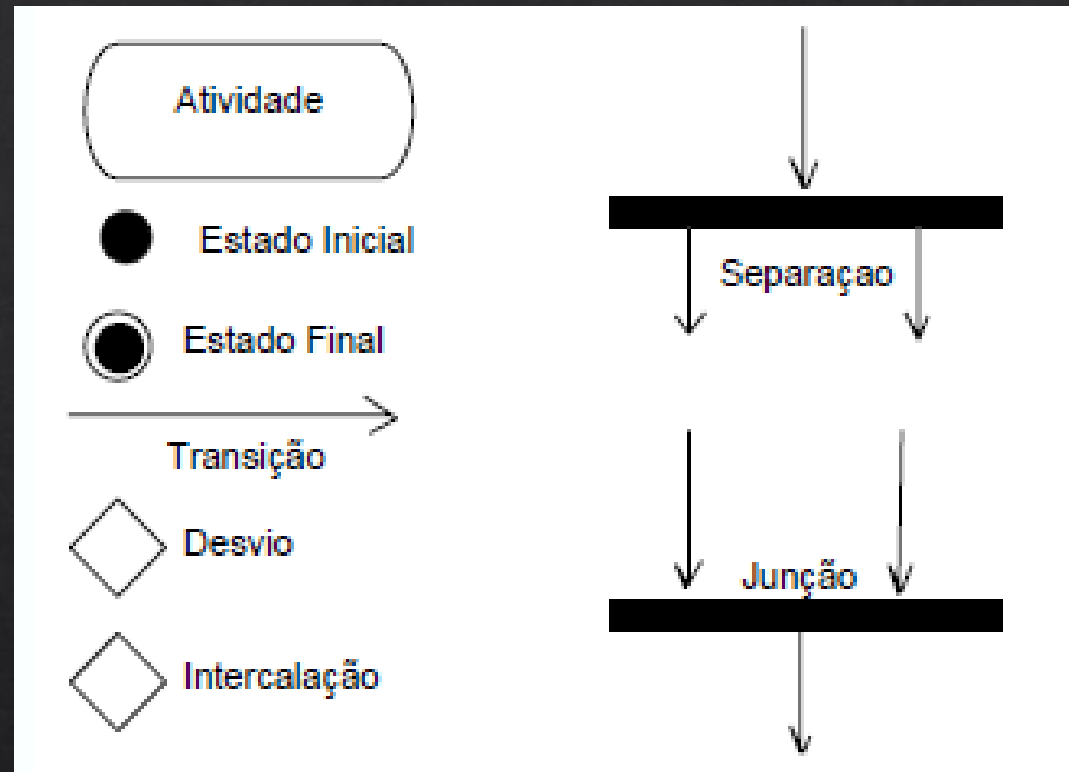 Atividade
Estado Inicial
Estado Final
Transição
Desvio
Intercalação
Separaçao
Junção